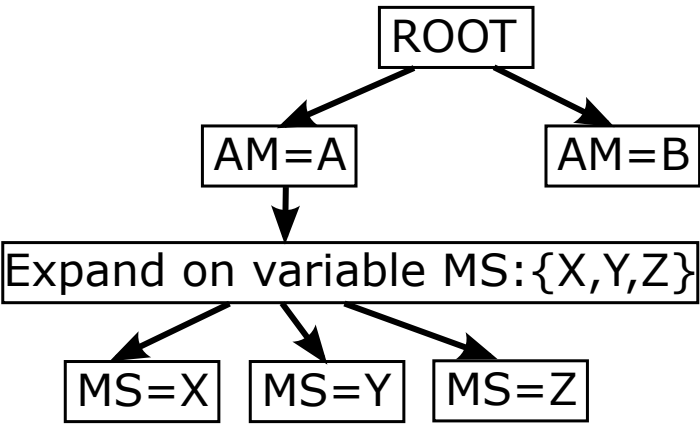 ROOT
AM=A
AM=B
Expand on variable MS:{X,Y,Z}
MS=X
MS=Y
MS=Z